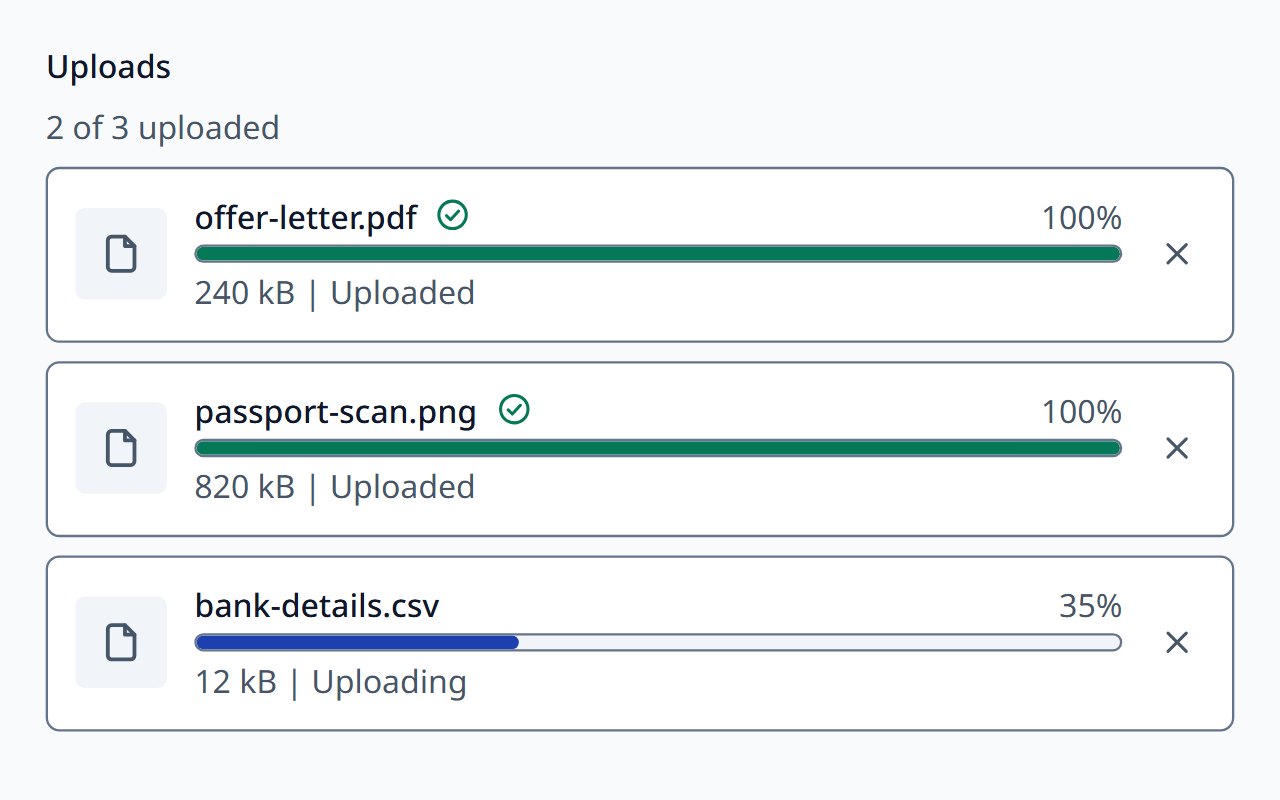 Uploads
2 of 3 uploaded
offer-letter.pdf 100%
240 kB | Uploaded
passport-scan.png 100%
820 kB | Uploaded
bank-details.csv 35%
12 kB | Uploading